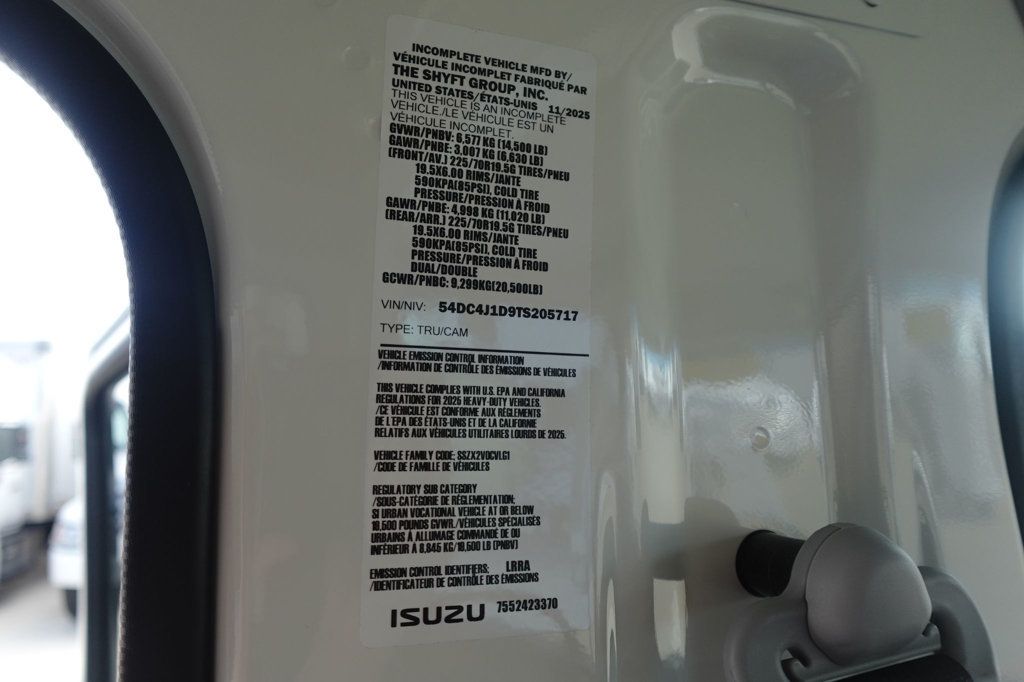 INCOMPLETE VEHICLE MFD BY/
VÉHICULE INCOMPLET FABRIQUÉ PAR
THE SHYFT GROUP, INC.
UNITED STATES/ÉTATS-UNIS 11/2025
THIS VEHICLE IS AN INCOMPLETE
VEHICLE./LE VÉHICULE EST UN
VÉHICULE INCOMPLET.
GVWR/PNBV: 6,577 KG (14,500 LB)
GAWR/PNBE: 3,007 KG (6,630 LB)
(FRONT/AV.) 225/70R19.5G TIRES/PNEU
19.5X6.00 RIMS/JANTE
590KPA(85PSI), COLD TIRE
PRESSURE/PRESSION À FROID
GAWR/PNBE: 4,998 KG (11,020 LB)
(REAR/ARR.) 225/70R19.5G TIRES/PNEU
19.5X6.00 RIMS/JANTE
590KPA(85PSI), COLD TIRE
PRESSURE/PRESSION À FROID
DUAL/DOUBLE
GCWR/PNBC: 9,299KG(20,500LB)
VIN/NIV: 54DC4J1D9TS205717
TYPE: TRU/CAM
VEHICLE EMISSION CONTROL INFORMATION
/INFORMATION DE CONTRÔLE DES ÉMISSIONS DE VÉHICULES
THIS VEHICLE COMPLIES WITH U.S. EPA AND CALIFORNIA
REGULATIONS FOR 2025 HEAVY-DUTY VEHICLES.
/CE VÉHICULE EST CONFORME AUX RÈGLEMENTS
DE L'EPA DES ÉTATS-UNIS ET DE LA CALIFORNIE
RELATIFS AUX VÉHICULES UTILITAIRES LOURDS DE 2025.
VEHICLE FAMILY CODE: SSZX2VOCVLG1
/CODE DE FAMILLE DE VÉHICULES
REGULATORY SUB CATEGORY
/SOUS-CATÉGORIE DE RÉGLEMENTATION:
SI URBAN VOCATIONAL VEHICLE AT OR BELOW
19,500 POUNDS GVWR./VÉHICULES SPÉCIALISÉS
URBAINS À ALLUMAGE COMMANDÉ DE OU
INFÉRIEUR À 8,845 KG/19,500 LB (PNBV)
EMISSION CONTROL IDENTIFIERS: LRRA
/IDENTIFICATEUR DE CONTRÔLE DES ÉMISSIONS
ISUZU 7552423370